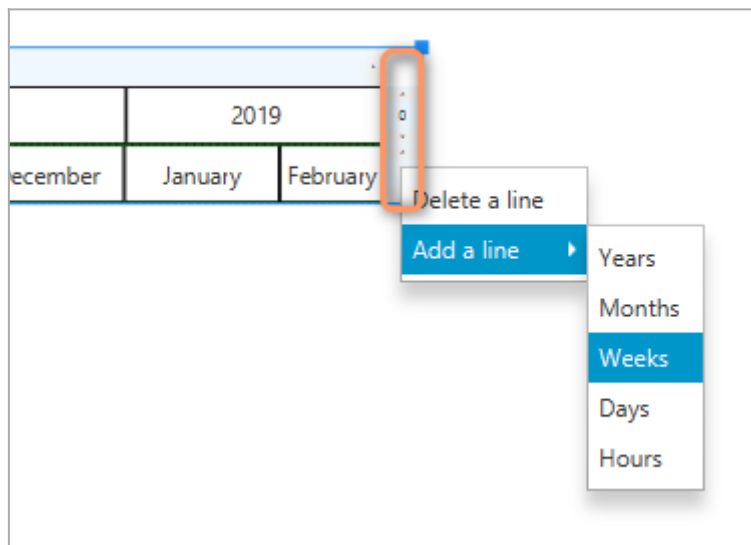 2019
ecember
January
February
Delete a line
Add a line
Years
Months
Weeks
Days
Hours